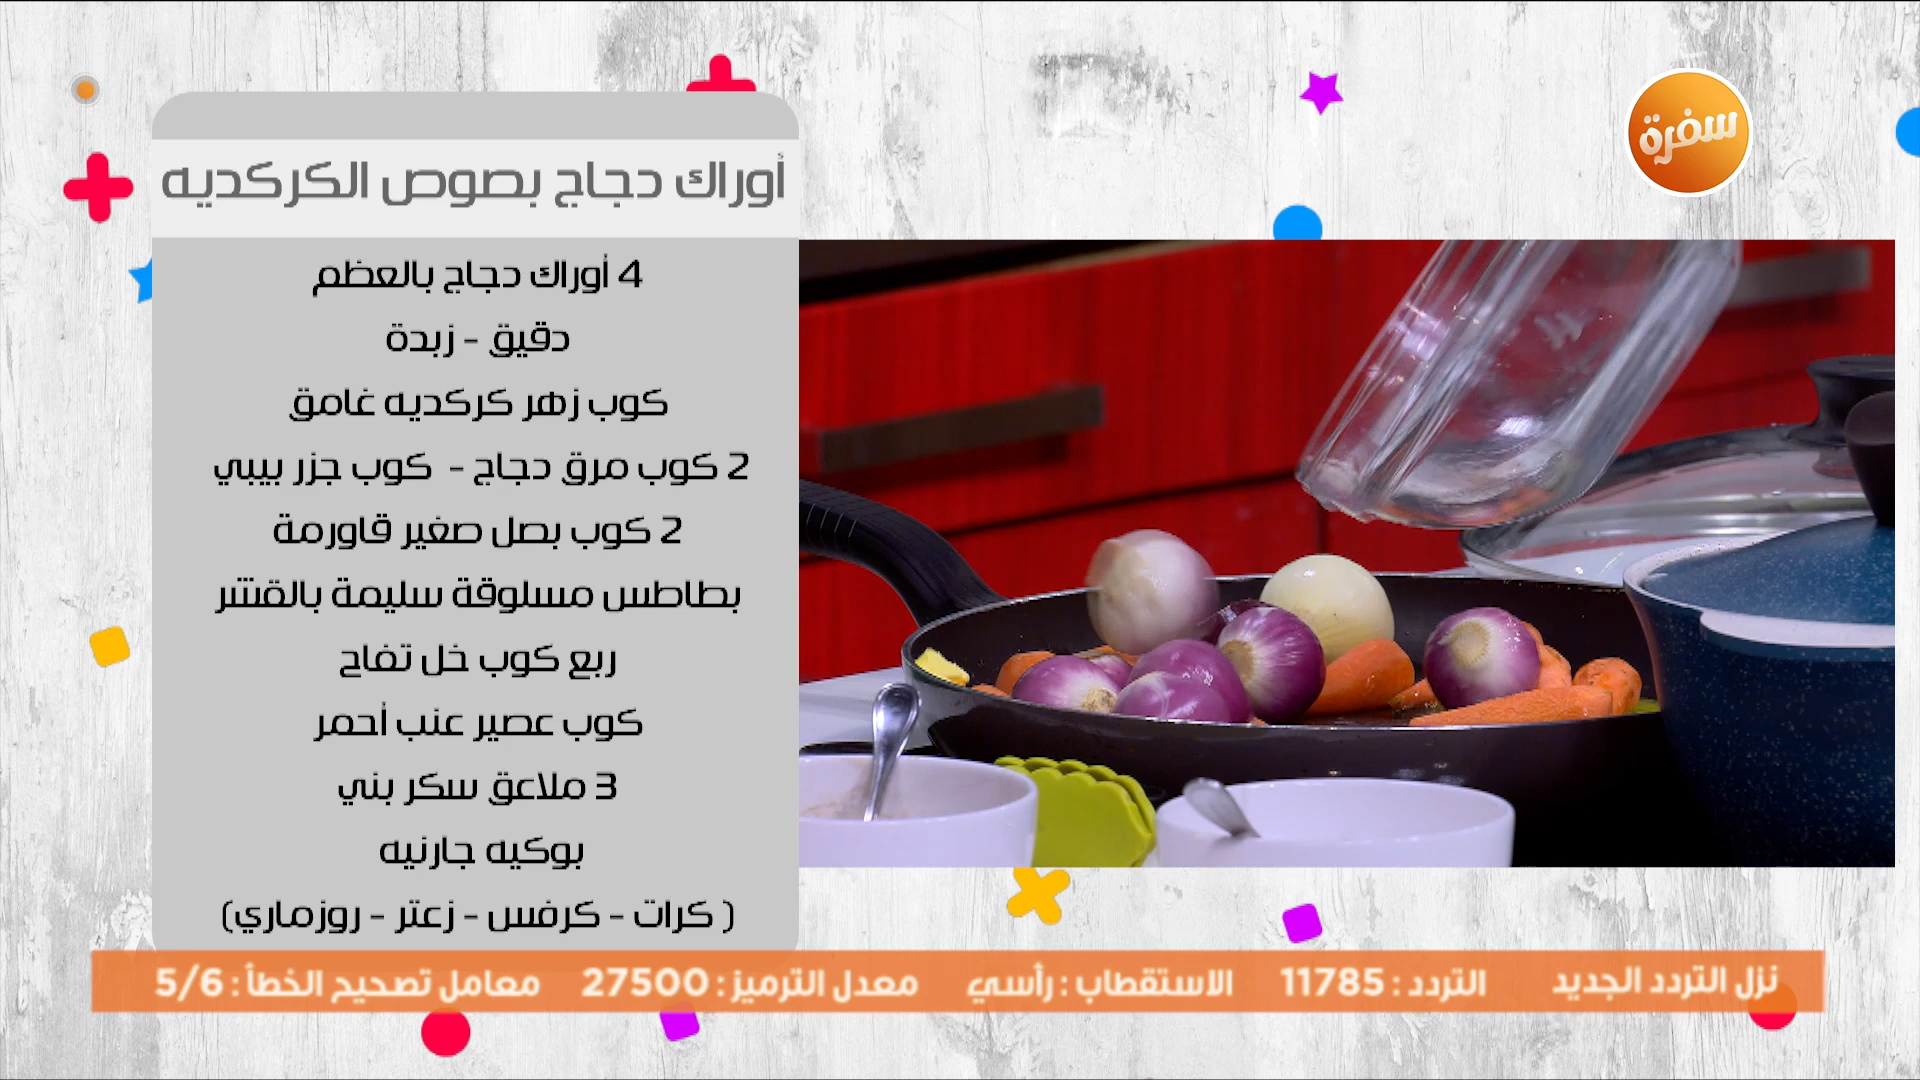 سفرة
أوراك دجاج بصوص الكركديه
4 أوراك دجاج بالعظم
دقيق - زبدة
كوب زهر كركديه غامق
2 كوب مرق دجاج - كوب جزر بيبي
2 كوب بصل صغير قاورمة
بطاطس مسلوقة سليمة بالقشر
ربع كوب خل تفاح
كوب عصير عنب أحمر
3 ملاعق سكر بني
بوكيه جارنيه
( كرات - كرفس - زعتر - روزماري)
نزل التردد الجديد التردد : 11785 الاستقطاب : رأسي معدل الترميز : 27500 معامل تصحيح الخطأ : 5/6